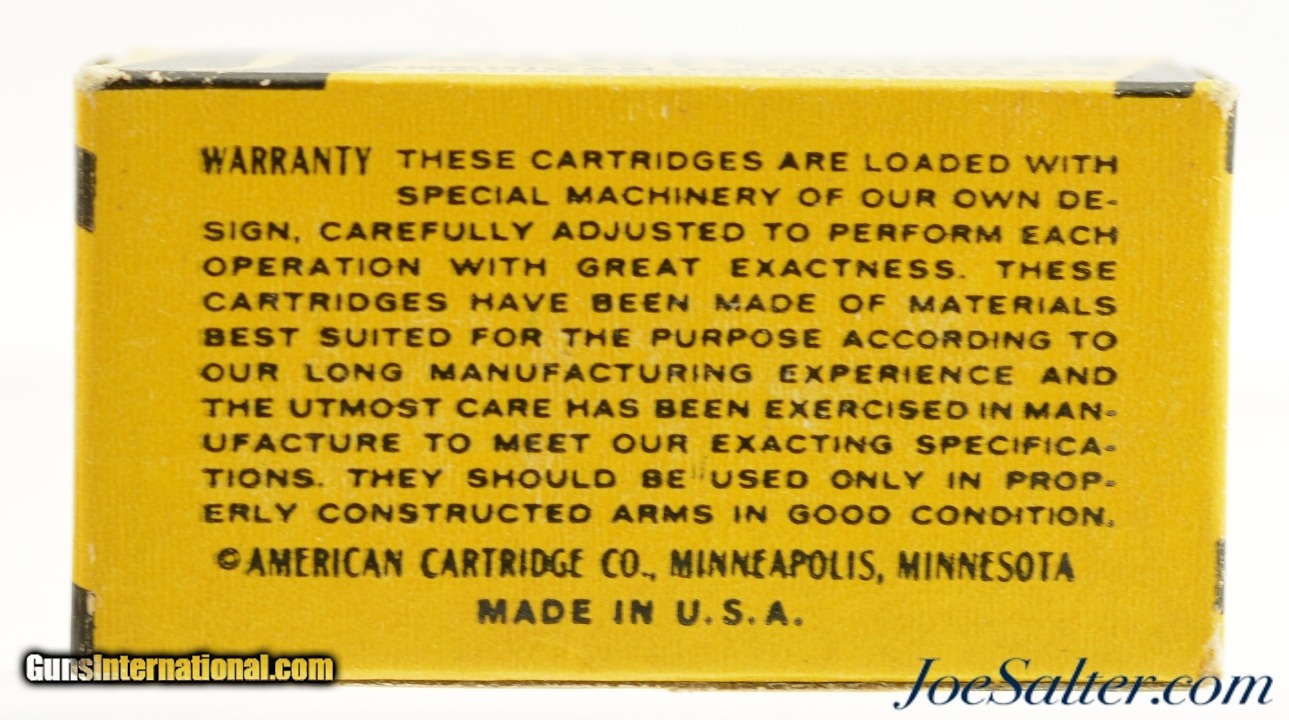 WARRANTY THESE CARTRIDGES ARE LOADED WITH
SPECIAL MACHINERY OF OUR OWN DE-
SIGN, CAREFULLY ADJUSTED TO PERFORM EACH
OPERATION WITH GREAT EXACTNESS. THESE
CARTRIDGES HAVE BEEN MADE OF MATERIALS
BEST SUITED FOR THE PURPOSE ACCORDING TO
OUR LONG MANUFACTURING EXPERIENCE AND
THE UTMOST CARE HAS BEEN EXERCISED IN MAN-
UFACTURE TO MEET OUR EXACTING SPECIFICA-
TIONS. THEY SHOULD BE USED ONLY IN PROP-
ERLY CONSTRUCTED ARMS IN GOOD CONDITION.
© AMERICAN CARTRIDGE CO., MINNEAPOLIS, MINNESOTA
MADE IN U.S.A.
GunsInternational.com
JoeSalter.com